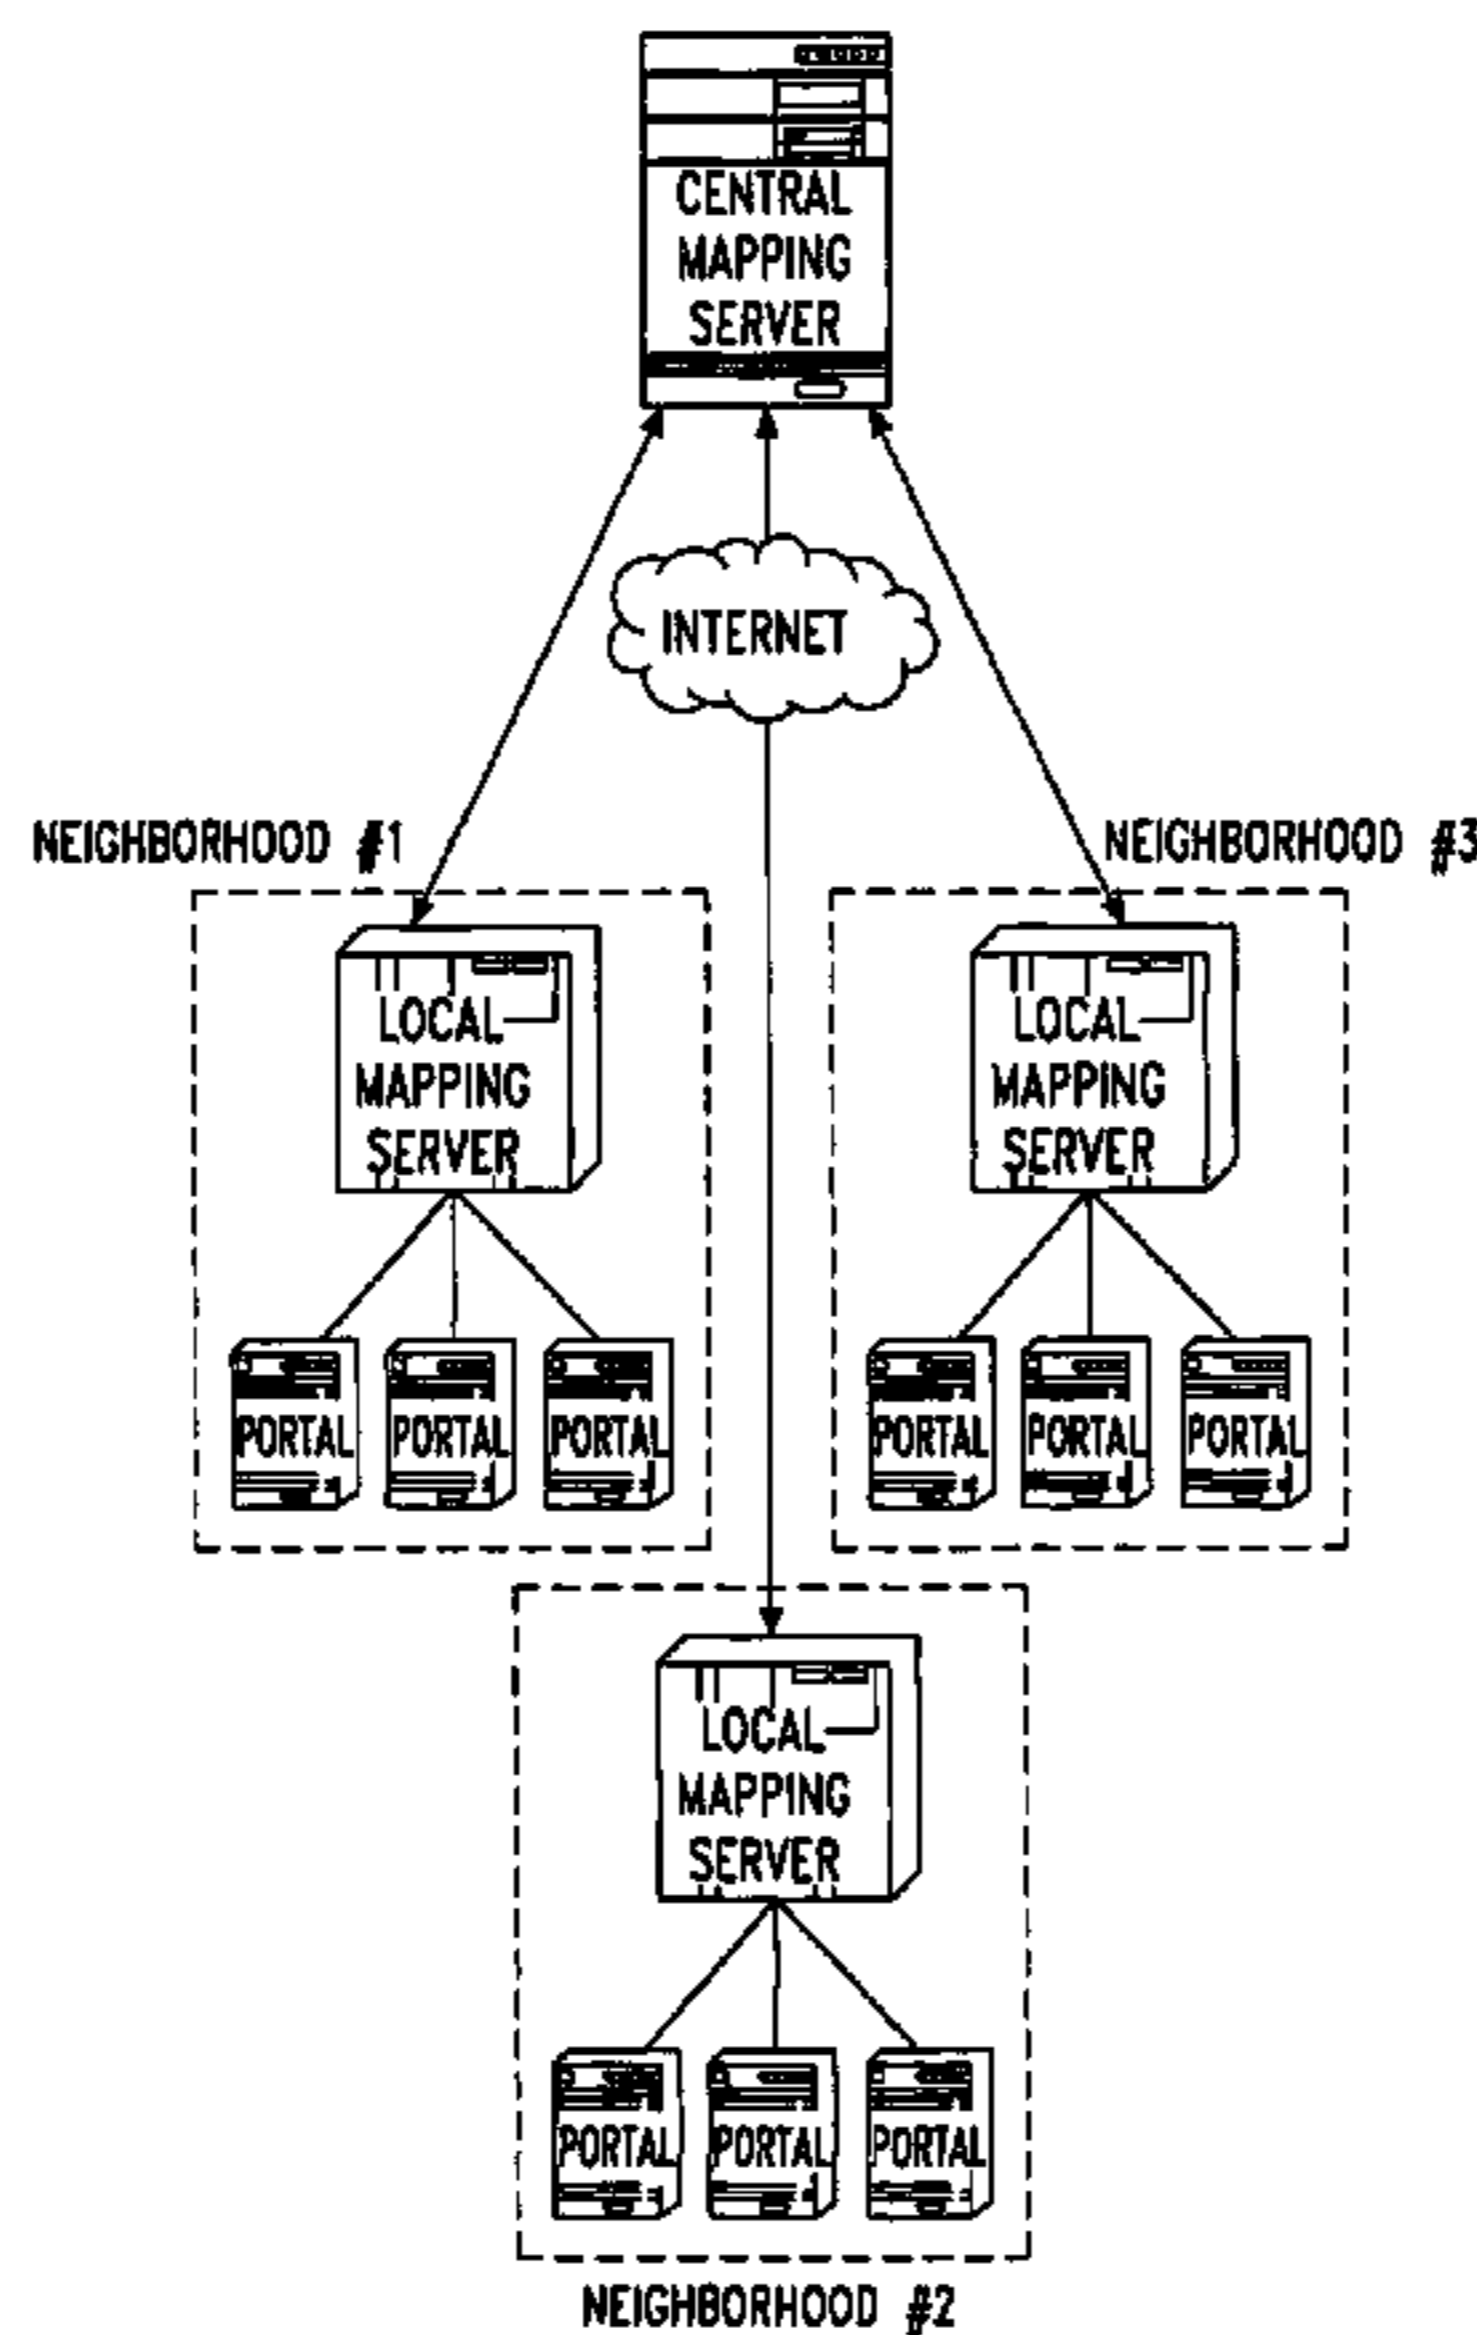 CENTRAL
MAPPING
SERVER
INTERNET
NEIGHBORHOOD #1
NEIGHBORHOOD #3
LOCAL
MAPPING
SERVER
LOCAL
MAPPING
SERVER
PORTAL PORTAL PORTAL
PORTAL PORTAL PORTAL
LOCAL
MAPPING
SERVER
PORTAL PORTAL PORTAL
NEIGHBORHOOD #2